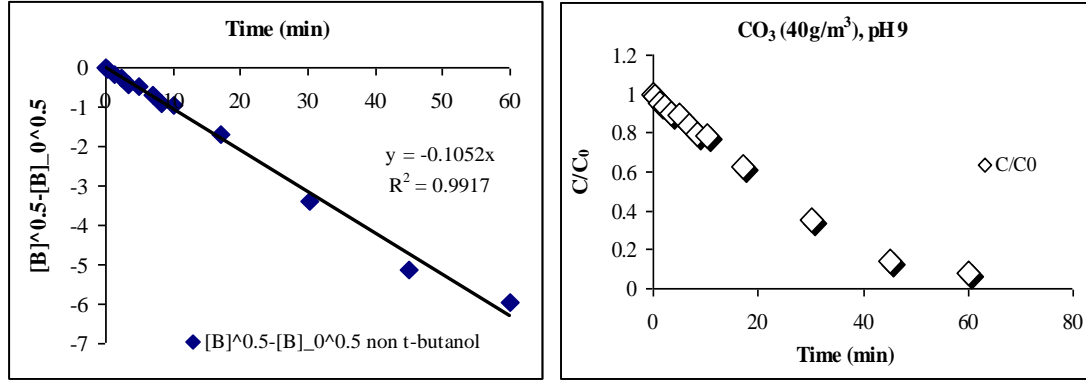 Time (min)
0
-1
-2
-3
-4
-5
-6
-7
0 10 20 30 40 50 60
[B]^0.5-[B]_0^0.5
y = -0.1052x
R² = 0.9917
[B]^0.5-[B]_0^0.5 non t-butanol
CO₃ (40g/m³), pH 9
1.2
1
0.8
0.6
0.4
0.2
0
C/C₀
C/C0
0 20 40 60 80
Time (min)